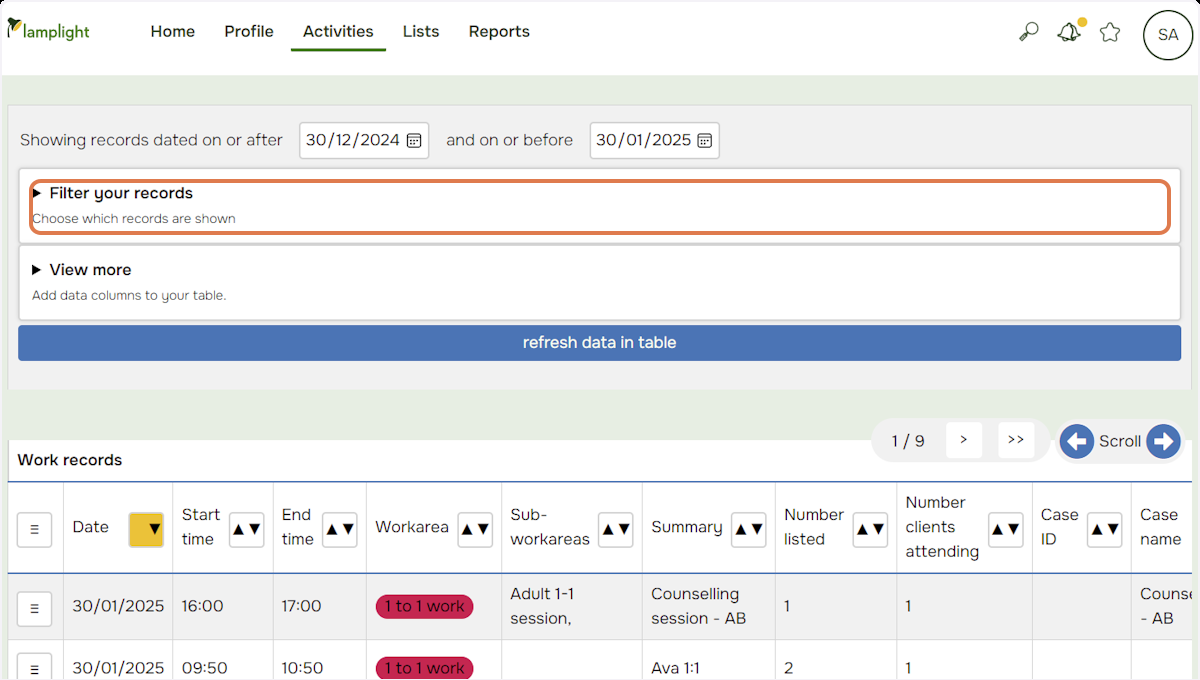 lamplight Home Profile Activities Lists Reports SA
Showing records dated on or after 30/12/2024 and on or before 30/01/2025
Filter your records
Choose which records are shown
View more
Add data columns to your table.
refresh data in table
1 / 9 > >> Scroll
Work records
Date Start time End time Workarea Sub-workareas Summary Number listed Number clients attending Case ID Case name
30/01/2025 16:00 17:00 1 to 1 work Adult 1-1 session, Counselling session - AB 1 1 Counse - AB
30/01/2025 09:50 10:50 1 to 1 work Ava 1:1 2 1